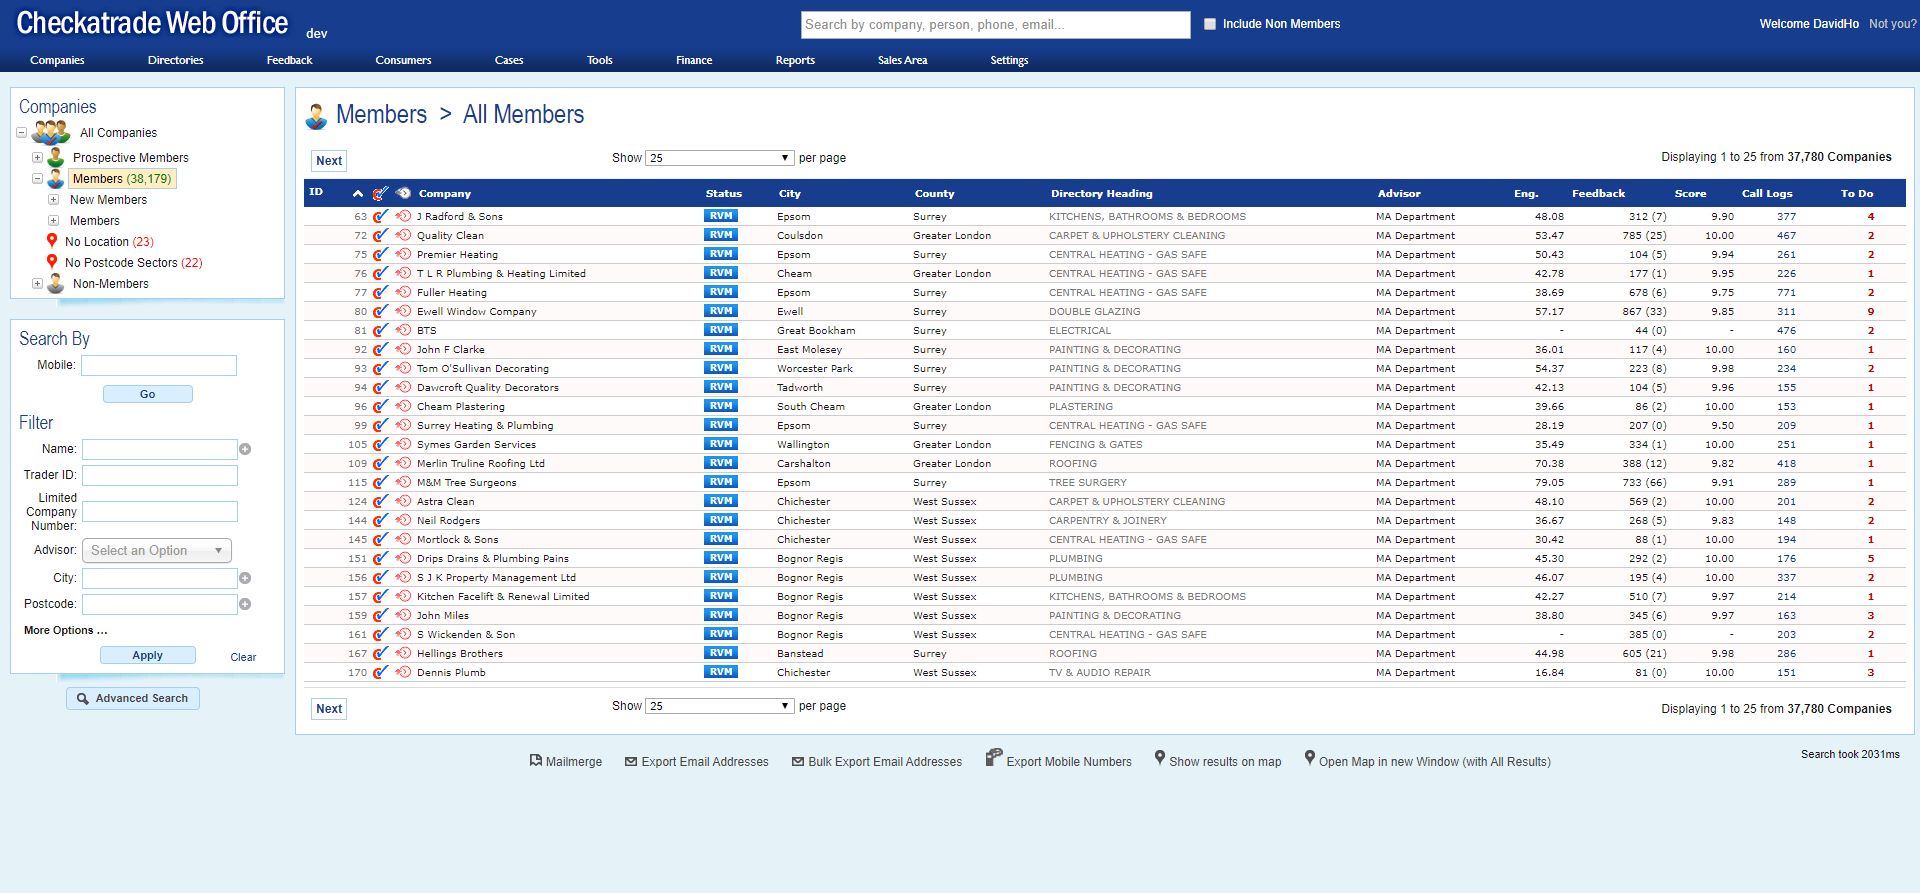 Checkatrade Web Office dev
Search by company, person, phone, email...
Include Non Members
Welcome DavidHo Not you?
Companies Directories Feedback Consumers Cases Tools Finance Reports Sales Area Settings
Companies
All Companies
Prospective Members
Members (38,179)
New Members
Members
No Location (23)
No Postcode Sectors (22)
Non-Members
Search By
Mobile:
Go
Filter
Name:
Trader ID:
Limited
Company
Number:
Advisor: Select an Option
City:
Postcode:
More Options ...
Apply Clear
Advanced Search
Members > All Members
Next Show 25 per page Displaying 1 to 25 from 37,780 Companies
ID Company Status City County Directory Heading Advisor Eng. Feedback Score Call Logs To Do
63 J Radford & Sons RVM Epsom Surrey KITCHENS, BATHROOMS & BEDROOMS MA Department 48.08 312 (7) 9.90 377 4
72 Quality Clean RVM Coulsdon Greater London CARPET & UPHOLSTERY CLEANING MA Department 53.47 785 (25) 10.00 467 2
75 Premier Heating RVM Epsom Surrey CENTRAL HEATING - GAS SAFE MA Department 50.43 104 (5) 9.94 261 2
76 T L R Plumbing & Heating Limited RVM Cheam Greater London CENTRAL HEATING - GAS SAFE MA Department 42.78 177 (1) 9.95 226 1
77 Fuller Heating RVM Epsom Surrey CENTRAL HEATING - GAS SAFE MA Department 38.69 678 (6) 9.75 771 2
80 Ewell Window Company RVM Ewell Surrey DOUBLE GLAZING MA Department 57.17 867 (33) 9.85 311 9
81 BTS RVM Great Bookham Surrey ELECTRICAL MA Department - 44 (0) - 476 2
92 John F Clarke RVM East Molesey Surrey PAINTING & DECORATING MA Department 36.01 117 (4) 10.00 160 1
93 Tom O'Sullivan Decorating RVM Worcester Park Surrey PAINTING & DECORATING MA Department 54.37 223 (8) 9.98 234 2
94 Dawcroft Quality Decorators RVM Tadworth Surrey PAINTING & DECORATING MA Department 42.13 104 (5) 9.96 155 1
96 Cheam Plastering RVM South Cheam Greater London PLASTERING MA Department 39.66 86 (2) 10.00 153 1
99 Surrey Heating & Plumbing RVM Epsom Surrey CENTRAL HEATING - GAS SAFE MA Department 28.19 207 (0) 9.50 209 1
105 Symes Garden Services RVM Wallington Greater London FENCING & GATES MA Department 35.49 334 (1) 10.00 251 1
109 Merlin Truline Roofing Ltd RVM Carshalton Greater London ROOFING MA Department 70.38 388 (12) 9.82 418 1
115 M&M Tree Surgeons RVM Epsom Surrey TREE SURGERY MA Department 79.05 733 (66) 9.91 289 1
124 Astra Clean RVM Chichester West Sussex CARPET & UPHOLSTERY CLEANING MA Department 48.10 569 (2) 10.00 201 2
144 Neil Rodgers RVM Chichester West Sussex CARPENTRY & JOINERY MA Department 36.67 268 (5) 9.83 148 2
145 Mortlock & Sons RVM Chichester West Sussex CENTRAL HEATING - GAS SAFE MA Department 30.42 88 (1) 10.00 194 1
151 Drips Drains & Plumbing Pains RVM Bognor Regis West Sussex PLUMBING MA Department 45.30 292 (2) 10.00 176 5
156 S J K Property Management Ltd RVM Bognor Regis West Sussex PLUMBING MA Department 46.07 195 (4) 10.00 337 2
157 Kitchen Facelift & Renewal Limited RVM Bognor Regis West Sussex KITCHENS, BATHROOMS & BEDROOMS MA Department 42.27 510 (7) 9.97 214 1
159 John Miles RVM Bognor Regis West Sussex PAINTING & DECORATING MA Department 38.80 345 (6) 9.97 163 3
161 S Wickenden & Son RVM Bognor Regis West Sussex CENTRAL HEATING - GAS SAFE MA Department - 385 (0) - 203 2
167 Hellings Brothers RVM Banstead Surrey ROOFING MA Department 44.98 605 (21) 9.98 286 1
170 Dennis Plumb RVM Chichester West Sussex TV & AUDIO REPAIR MA Department 16.84 81 (0) 10.00 151 3
Next Show 25 per page Displaying 1 to 25 from 37,780 Companies
Mailmerge Export Email Addresses Bulk Export Email Addresses Export Mobile Numbers Show results on map Open Map in new Window (with All Results)
Search took 2031ms